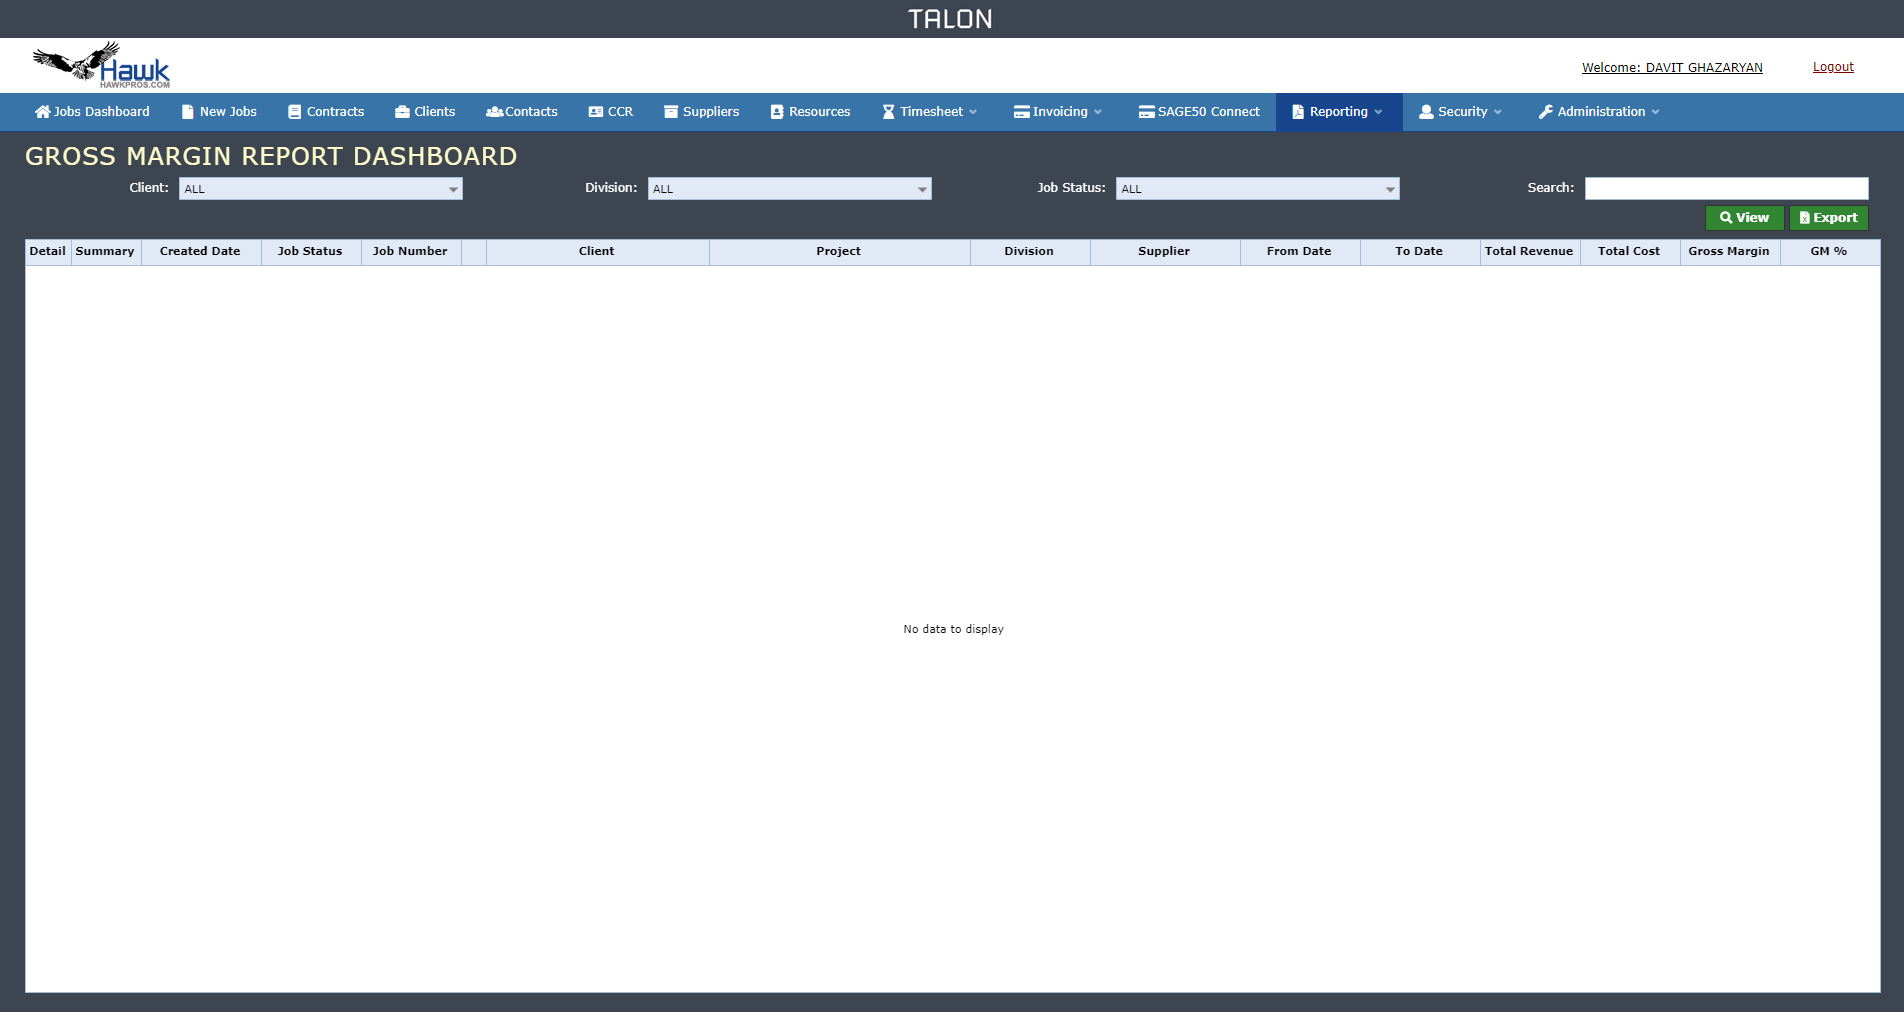 TALON
Hawk
HAWKPROS.COM
Welcome: DAVIT GHAZARYAN Logout
Jobs Dashboard New Jobs Contracts Clients Contacts CCR Suppliers Resources Timesheet Invoicing SAGE50 Connect Reporting Security Administration
GROSS MARGIN REPORT DASHBOARD
Client: ALL Division: ALL Job Status: ALL Search:
View Export
Detail Summary Created Date Job Status Job Number Client Project Division Supplier From Date To Date Total Revenue Total Cost Gross Margin GM %
No data to display